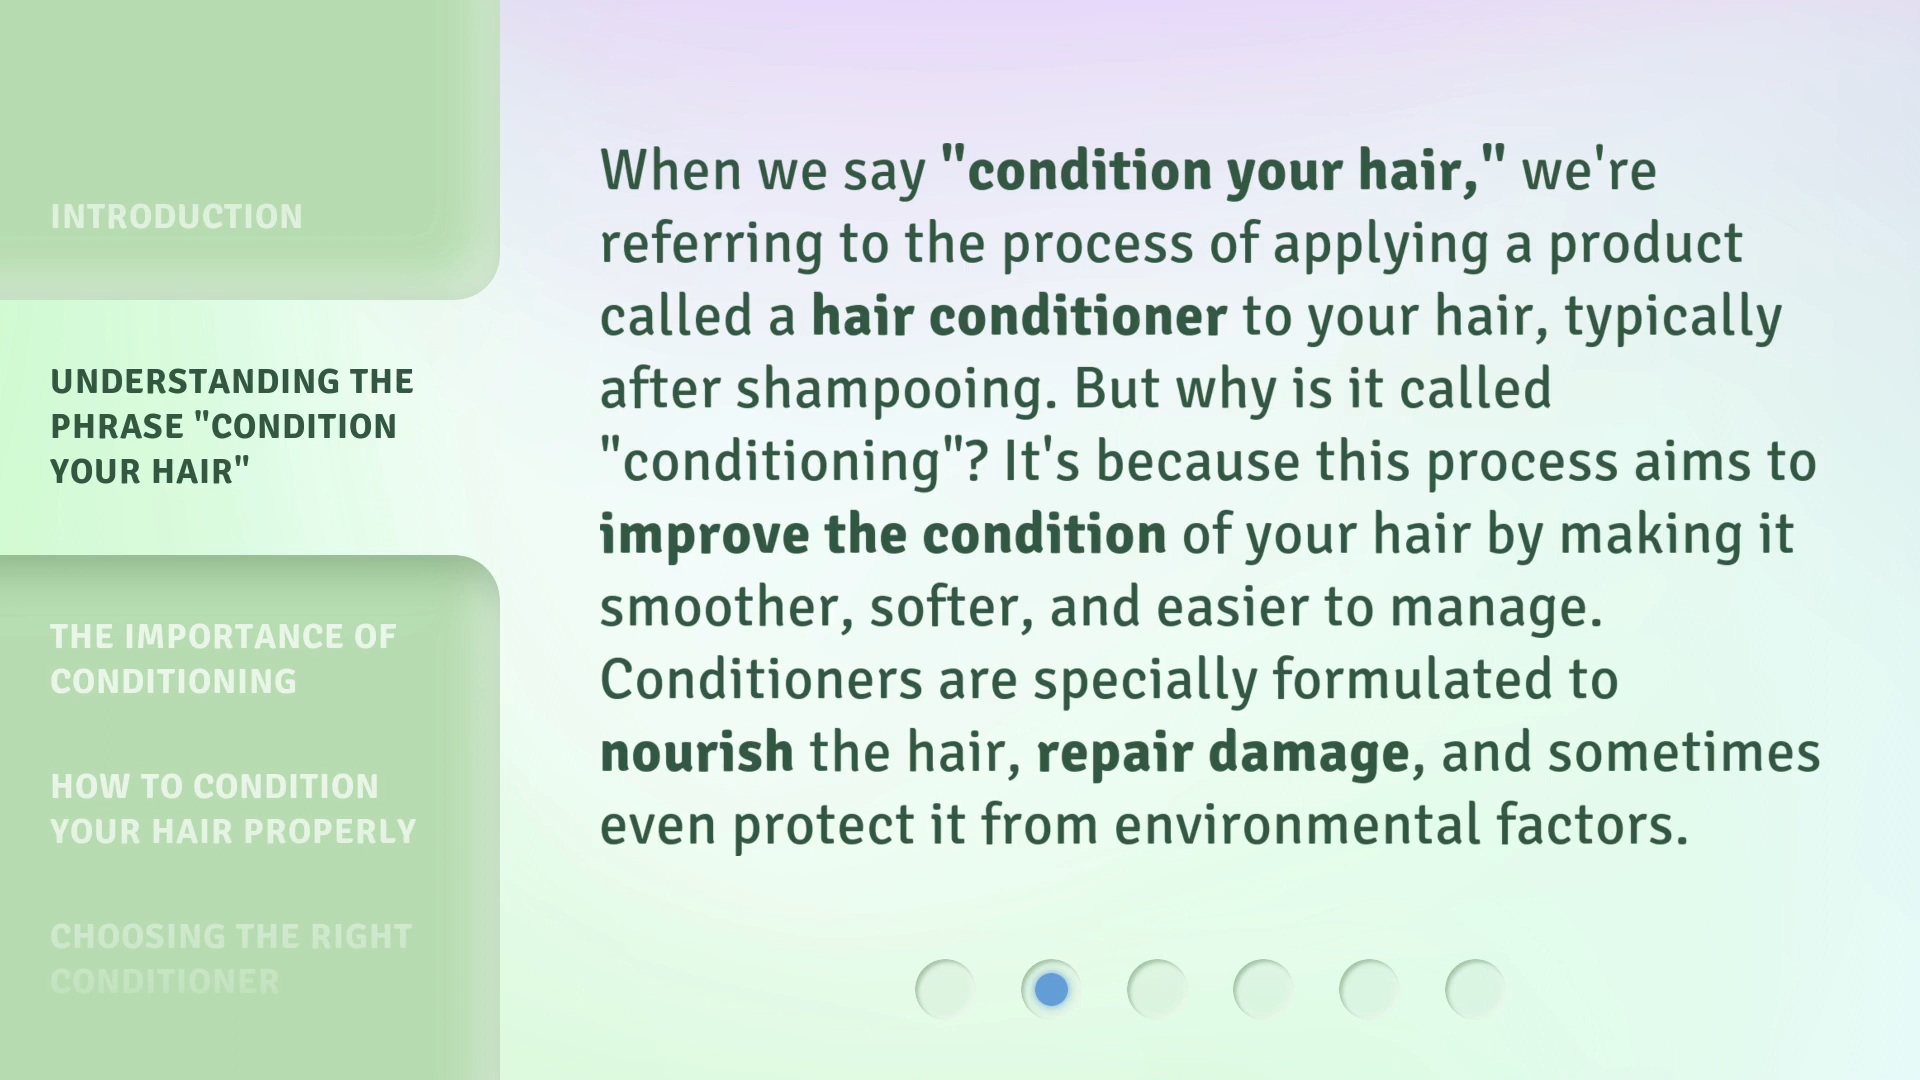 INTRODUCTION
UNDERSTANDING THE
PHRASE "CONDITION
YOUR HAIR"
THE IMPORTANCE OF
CONDITIONING
HOW TO CONDITION
YOUR HAIR PROPERLY
CHOOSING THE RIGHT
CONDITIONER
When we say "condition your hair," we're
referring to the process of applying a product
called a hair conditioner to your hair, typically
after shampooing. But why is it called
"conditioning"? It's because this process aims to
improve the condition of your hair by making it
smoother, softer, and easier to manage.
Conditioners are specially formulated to
nourish the hair, repair damage, and sometimes
even protect it from environmental factors.